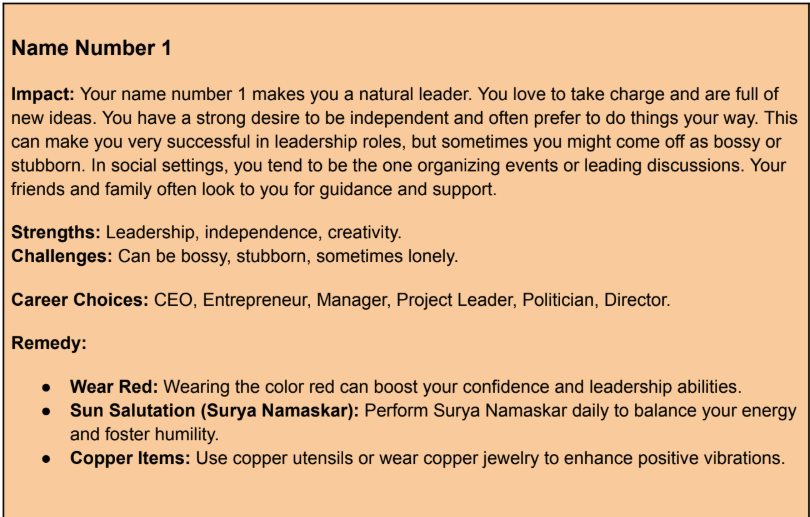 Name Number 1
Impact: Your name number 1 makes you a natural leader. You love to take charge and are full of
new ideas. You have a strong desire to be independent and often prefer to do things your way. This
can make you very successful in leadership roles, but sometimes you might come off as bossy or
stubborn. In social settings, you tend to be the one organizing events or leading discussions. Your
friends and family often look to you for guidance and support.
Strengths: Leadership, independence, creativity.
Challenges: Can be bossy, stubborn, sometimes lonely.
Career Choices: CEO, Entrepreneur, Manager, Project Leader, Politician, Director.
Remedy:
● Wear Red: Wearing the color red can boost your confidence and leadership abilities.
● Sun Salutation (Surya Namaskar): Perform Surya Namaskar daily to balance your energy
and foster humility.
● Copper Items: Use copper utensils or wear copper jewelry to enhance positive vibrations.